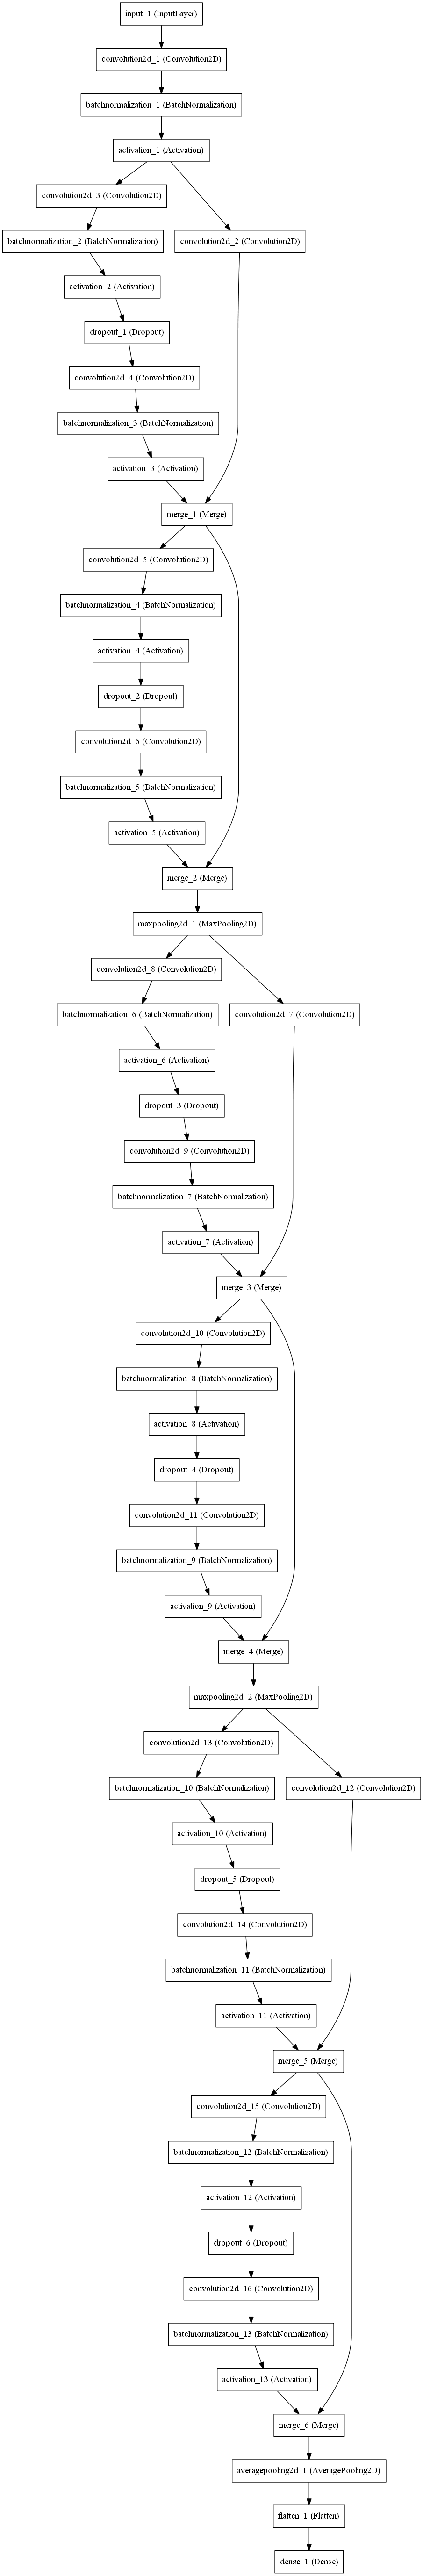 input_1 (InputLayer)
convolution2d_1 (Convolution2D)
batchnormalization_1 (BatchNormalization)
activation_1 (Activation)
convolution2d_3 (Convolution2D)
batchnormalization_2 (BatchNormalization)
convolution2d_2 (Convolution2D)
activation_2 (Activation)
dropout_1 (Dropout)
convolution2d_4 (Convolution2D)
batchnormalization_3 (BatchNormalization)
activation_3 (Activation)
merge_1 (Merge)
convolution2d_5 (Convolution2D)
batchnormalization_4 (BatchNormalization)
activation_4 (Activation)
dropout_2 (Dropout)
convolution2d_6 (Convolution2D)
batchnormalization_5 (BatchNormalization)
activation_5 (Activation)
merge_2 (Merge)
maxpooling2d_1 (MaxPooling2D)
convolution2d_8 (Convolution2D)
batchnormalization_6 (BatchNormalization)
convolution2d_7 (Convolution2D)
activation_6 (Activation)
dropout_3 (Dropout)
convolution2d_9 (Convolution2D)
batchnormalization_7 (BatchNormalization)
activation_7 (Activation)
merge_3 (Merge)
convolution2d_10 (Convolution2D)
batchnormalization_8 (BatchNormalization)
activation_8 (Activation)
dropout_4 (Dropout)
convolution2d_11 (Convolution2D)
batchnormalization_9 (BatchNormalization)
activation_9 (Activation)
merge_4 (Merge)
maxpooling2d_2 (MaxPooling2D)
convolution2d_13 (Convolution2D)
batchnormalization_10 (BatchNormalization)
convolution2d_12 (Convolution2D)
activation_10 (Activation)
dropout_5 (Dropout)
convolution2d_14 (Convolution2D)
batchnormalization_11 (BatchNormalization)
activation_11 (Activation)
merge_5 (Merge)
convolution2d_15 (Convolution2D)
batchnormalization_12 (BatchNormalization)
activation_12 (Activation)
dropout_6 (Dropout)
convolution2d_16 (Convolution2D)
batchnormalization_13 (BatchNormalization)
activation_13 (Activation)
merge_6 (Merge)
averagepooling2d_1 (AveragePooling2D)
flatten_1 (Flatten)
dense_1 (Dense)